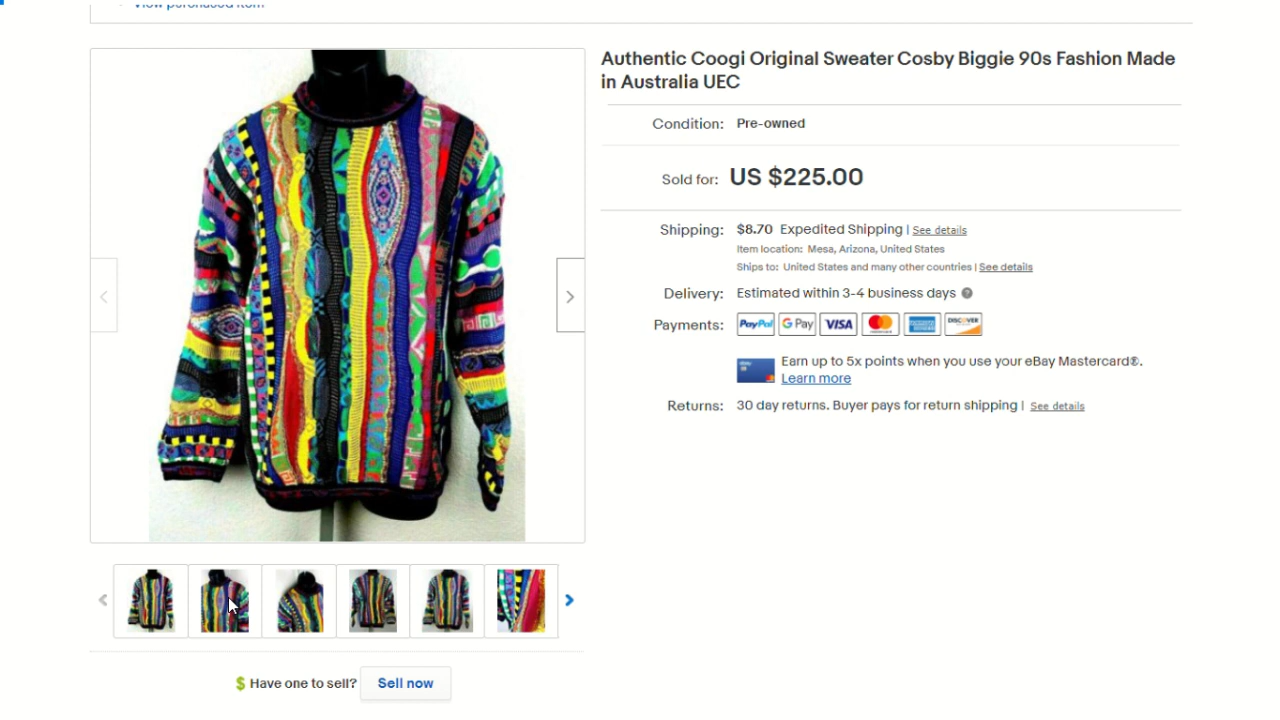 View purchased item
Authentic Coogi Original Sweater Cosby Biggie 90s Fashion Made
in Australia UEC
Condition: Pre-owned
Sold for: US $225.00
Shipping: $8.70 Expedited Shipping | See details
Item location: Mesa, Arizona, United States
Ships to: United States and many other countries | See details
Delivery: Estimated within 3-4 business days
Payments: PayPal G Pay VISA DISCOVER
Earn up to 5x points when you use your eBay Mastercard®.
Learn more
Returns: 30 day returns. Buyer pays for return shipping | See details
$ Have one to sell? Sell now